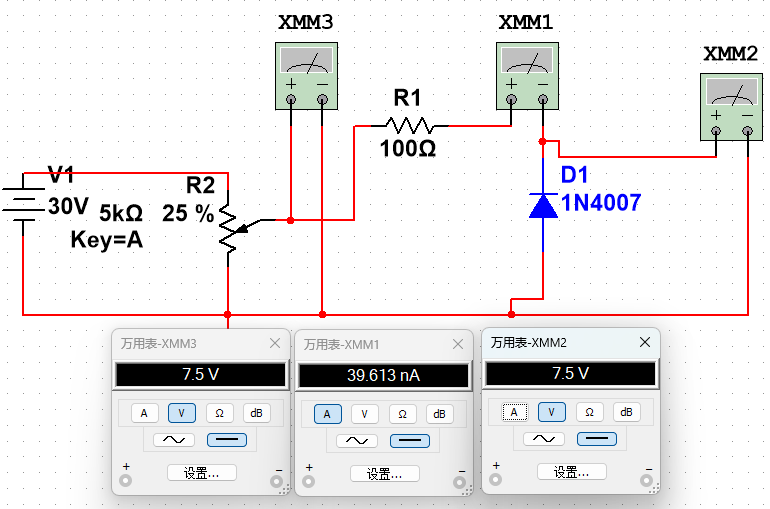 XMM3
XMM1
XMM2
+ −
+ −
+ −
R1
100Ω
V1
30V
R2
5kΩ 25 %
Key=A
D1
1N4007
万用表-XMM3
7.5 V
A V Ω dB
+ −
设置...
万用表-XMM1
39.613 nA
A V Ω dB
+ −
设置...
万用表-XMM2
7.5 V
A V Ω dB
+ −
设置...